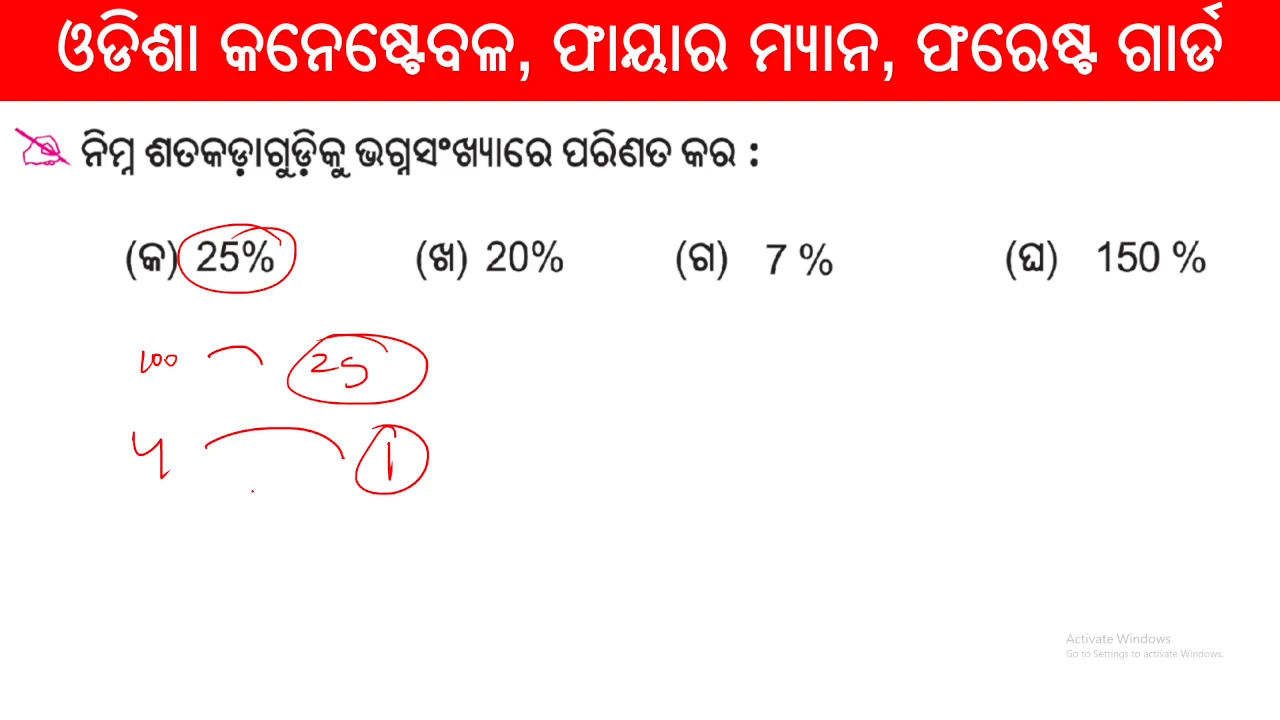 ଓଡିଶା କନେଷ୍ଟେବଳ, ଫାୟାର ମ୍ୟାନ, ଫରେଷ୍ଟ ଗାର୍ଡ
ନିମ୍ନ ଶତକଡ଼ାଗୁଡ଼ିକୁ ଭଗ୍ନସଂଖ୍ୟାରେ ପରିଣତ କର :
(କ) 25% (ଖ) 20% (ଗ) 7 % (ଘ) 150 %
100 25
4 1
Activate Windows
Go to Settings to activate Windows.